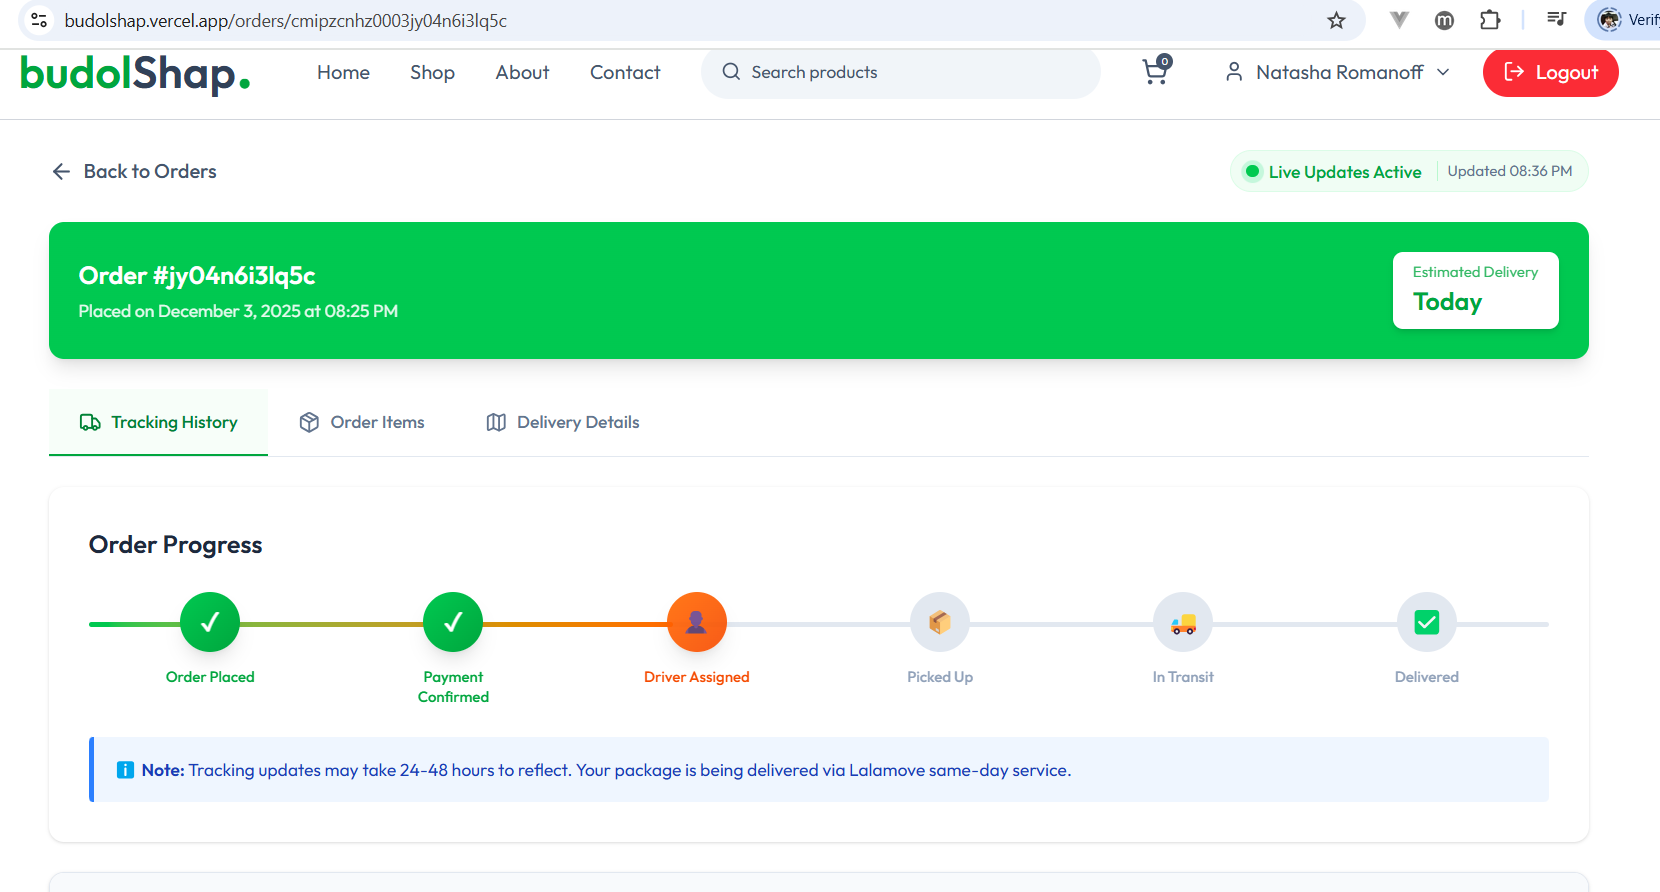 budolshap.vercel.app/orders/cmipzcnhz0003jy04n6i3lq5c
budolShap.
Home
Shop
About
Contact
Search products
0
Natasha Romanoff
Logout
Back to Orders
Live Updates Active
Updated 08:36 PM
Order #jy04n6i3lq5c
Placed on December 3, 2025 at 08:25 PM
Estimated Delivery
Today
Tracking History
Order Items
Delivery Details
Order Progress
Order Placed
Payment
Confirmed
Driver Assigned
Picked Up
In Transit
Delivered
Note: Tracking updates may take 24-48 hours to reflect. Your package is being delivered via Lalamove same-day service.